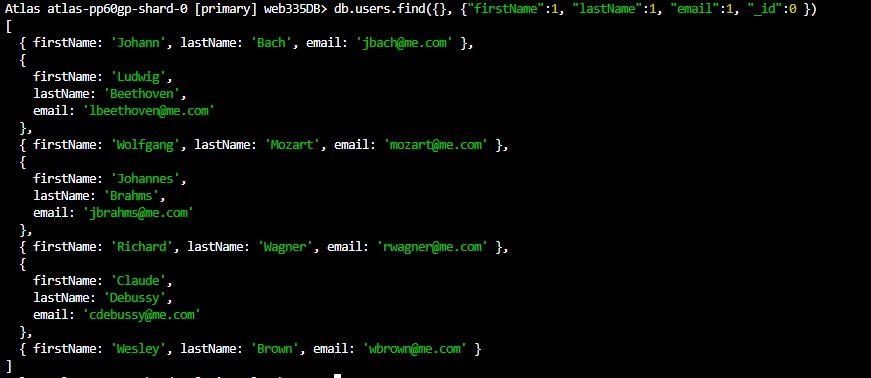 Atlas atlas-pp60gp-shard-0 [primary] web335DB> db.users.find({}, {"firstName":1, "lastName":1, "email":1, "_id":0 })
[
  { firstName: 'Johann', lastName: 'Bach', email: 'jbach@me.com' },
  {
    firstName: 'Ludwig',
    lastName: 'Beethoven',
    email: 'lbeethoven@me.com'
  },
  { firstName: 'Wolfgang', lastName: 'Mozart', email: 'mozart@me.com' },
  {
    firstName: 'Johannes',
    lastName: 'Brahms',
    email: 'jbrahms@me.com'
  },
  { firstName: 'Richard', lastName: 'Wagner', email: 'rwagner@me.com' },
  {
    firstName: 'Claude',
    lastName: 'Debussy',
    email: 'cdebussy@me.com'
  },
  { firstName: 'Wesley', lastName: 'Brown', email: 'wbrown@me.com' }
]